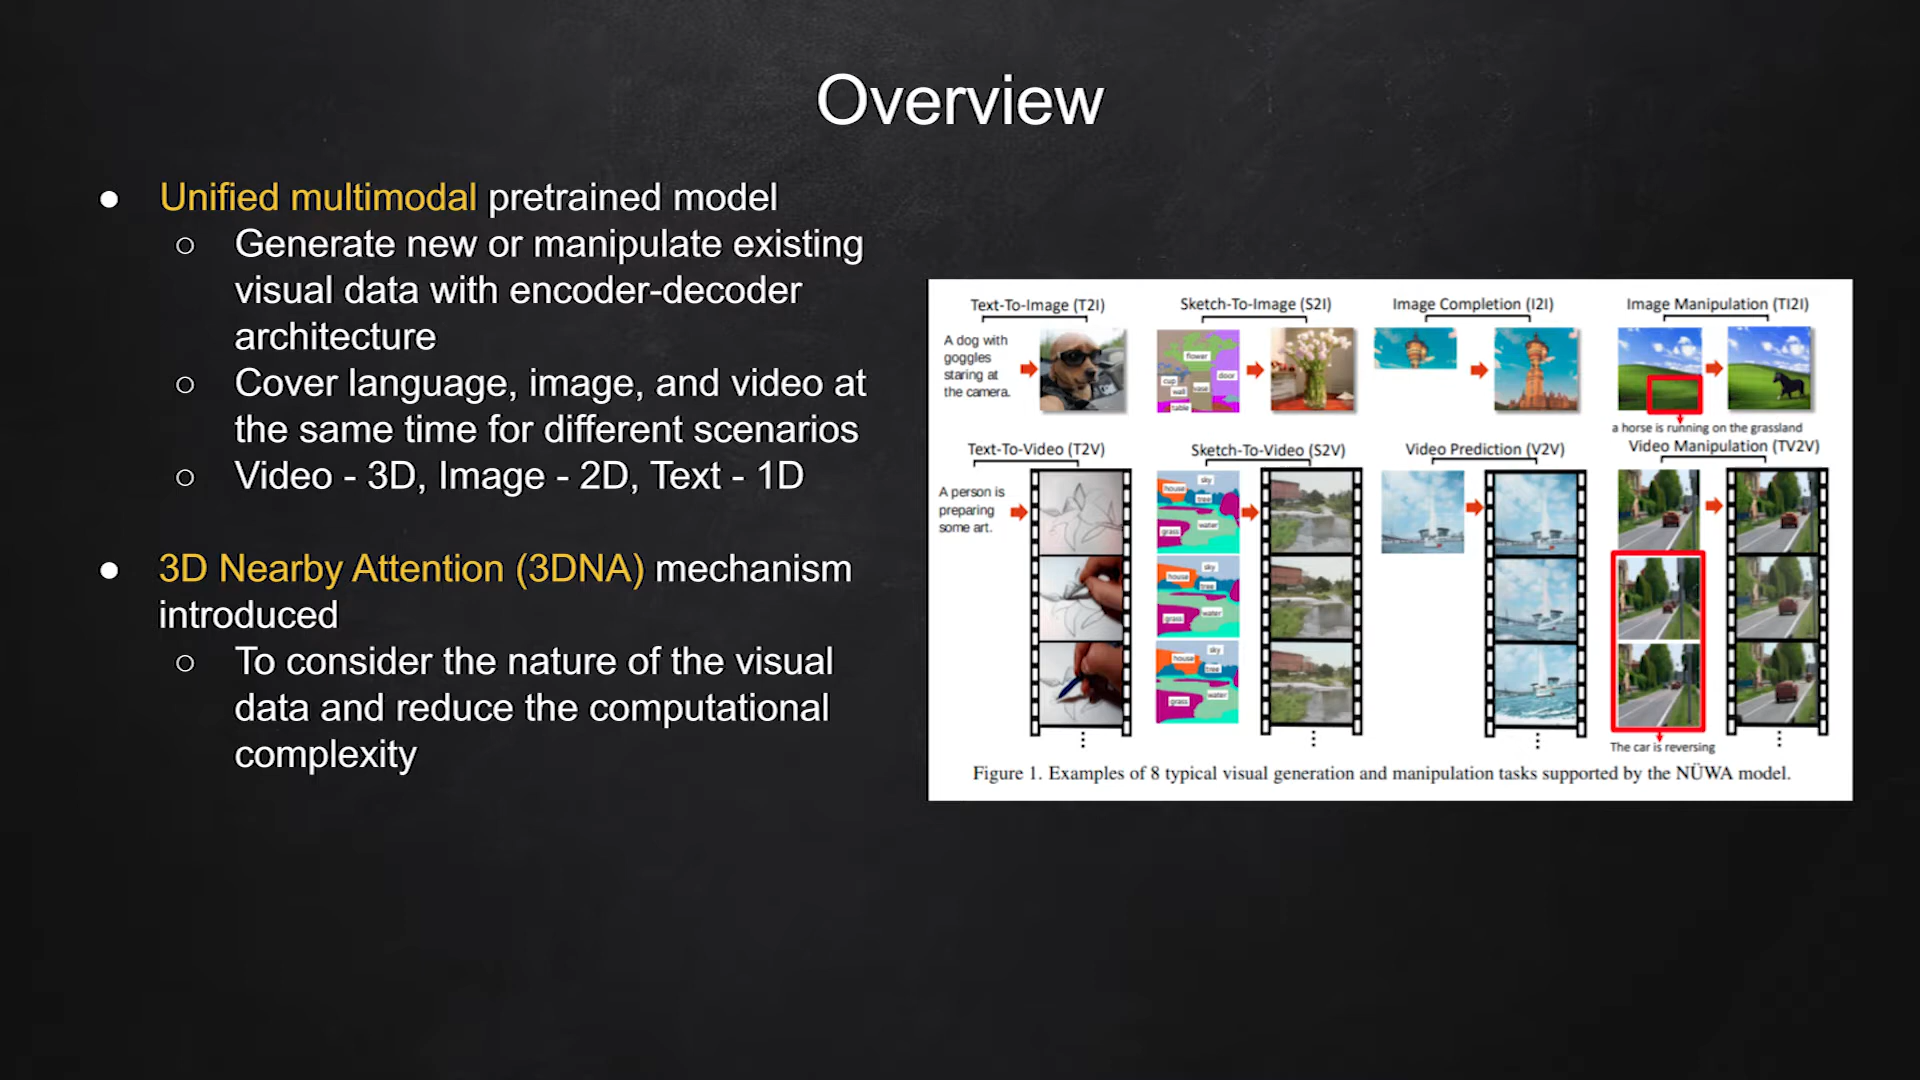 Overview
● Unified multimodal pretrained model
○ Generate new or manipulate existing
visual data with encoder-decoder
architecture
○ Cover language, image, and video at
the same time for different scenarios
○ Video - 3D, Image - 2D, Text - 1D
● 3D Nearby Attention (3DNA) mechanism
introduced
○ To consider the nature of the visual
data and reduce the computational
complexity
Text-To-Image (T2I)
A dog with
goggles
staring at
the camera.
Sketch-To-Image (S2I)
flower
cup
door
wall
vase
table
Image Completion (I2I)
Image Manipulation (TI2I)
a horse is running on the grassland
Text-To-Video (T2V)
A person is
preparing
some art.
Sketch-To-Video (S2V)
sky
house
tree
water
grass
sky
house
tree
water
grass
sky
house
tree
water
grass
Video Prediction (V2V)
Video Manipulation (TV2V)
The car is reversing
Figure 1. Examples of 8 typical visual generation and manipulation tasks supported by the NÜWA model.